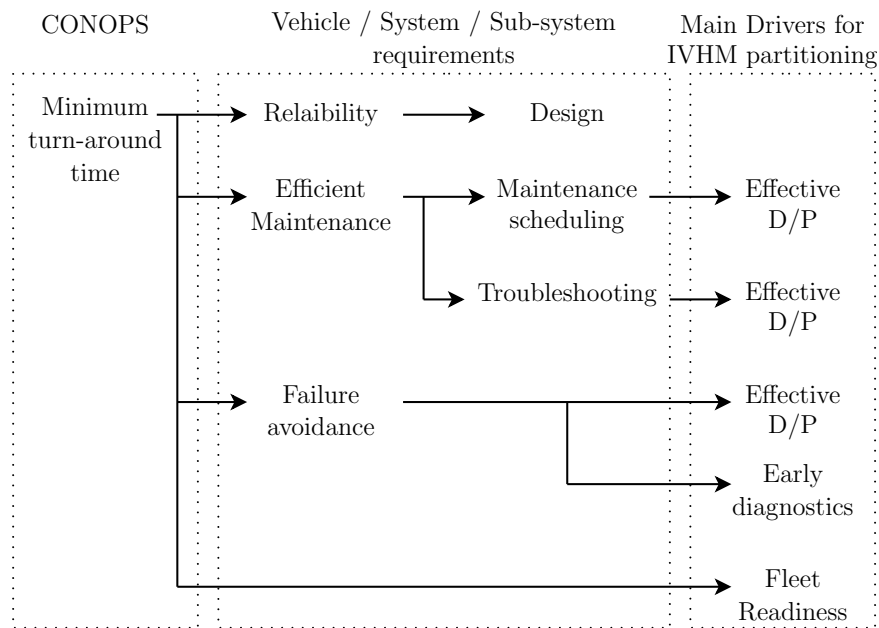 CONOPS
Vehicle / System / Sub-system
requirements
Main Drivers for
IVHM partitioning
Minimum
turn-around
time
Relaibility
Design
Efficient
Maintenance
Maintenance
scheduling
Effective
D/P
Troubleshooting
Effective
D/P
Failure
avoidance
Effective
D/P
Early
diagnostics
Fleet
Readiness